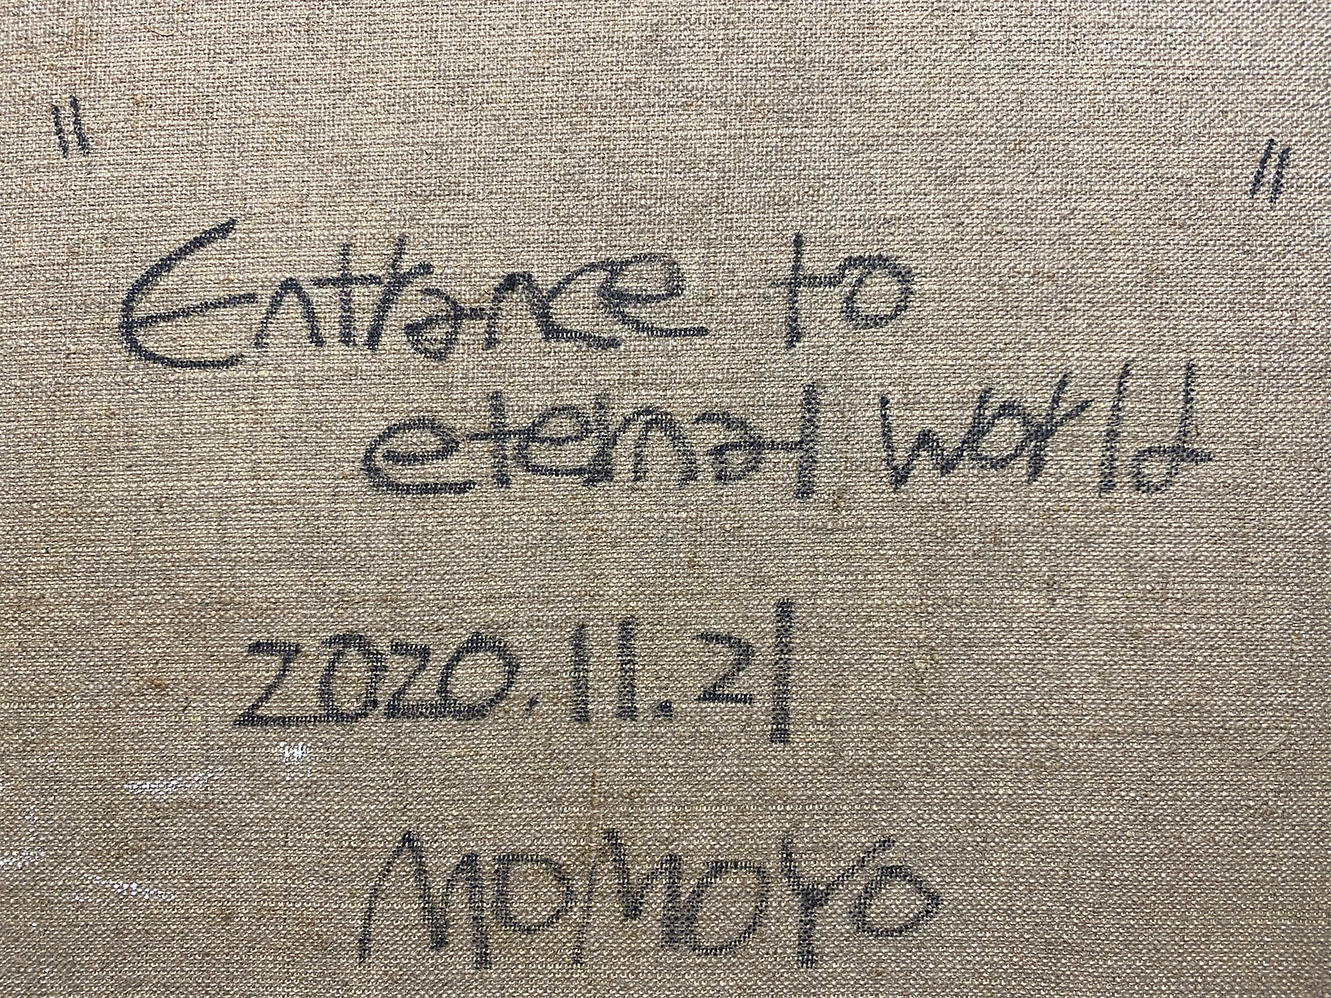 "Entrance to
eternal world"
2020.11.21
MOMOYO